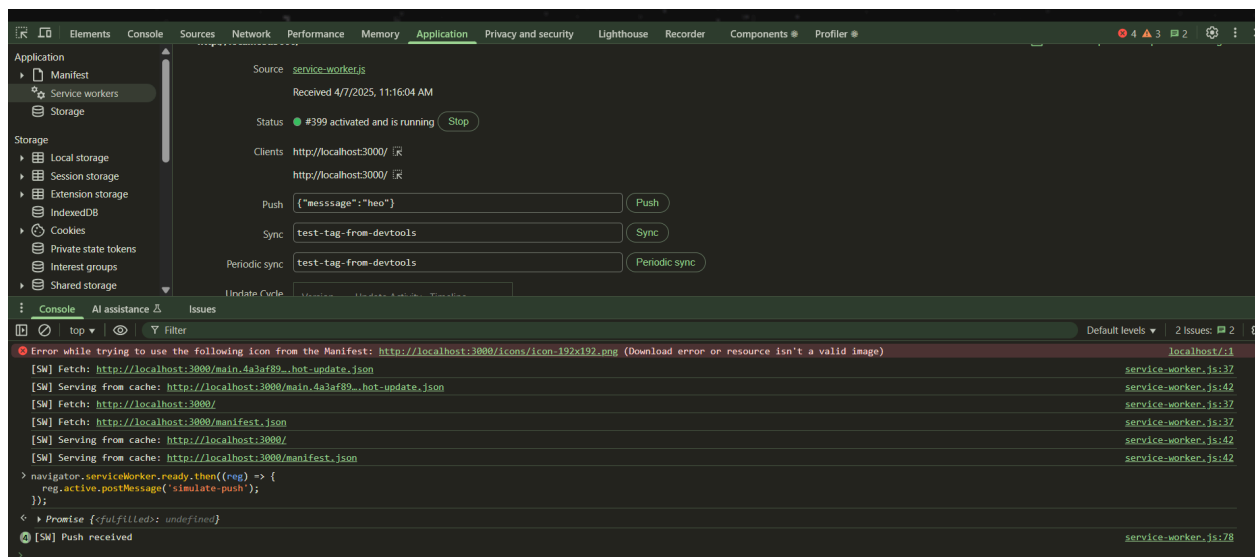 Elements Console Sources Network Performance Memory Application Privacy and security Lighthouse Recorder Components Profiler 4 3 2
Application
Manifest
Service workers
Storage
Storage
Local storage
Session storage
Extension storage
IndexedDB
Cookies
Private state tokens
Interest groups
Shared storage
Source service-worker.js
Received 4/7/2025, 11:16:04 AM
Status #399 activated and is running Stop
Clients http://localhost:3000/
http://localhost:3000/
Push {"messsage":"heo"} Push
Sync test-tag-from-devtools Sync
Periodic sync test-tag-from-devtools Periodic sync
Update Cycle Version Update Activity Timeline
Console AI assistance Issues
top Filter Default levels 2 Issues: 2
Error while trying to use the following icon from the Manifest: http://localhost:3000/icons/icon-192x192.png (Download error or resource isn't a valid image) localhost/:1
[SW] Fetch: http://localhost:3000/main.4a3af89….hot-update.json service-worker.js:37
[SW] Serving from cache: http://localhost:3000/main.4a3af89….hot-update.json service-worker.js:42
[SW] Fetch: http://localhost:3000/ service-worker.js:37
[SW] Fetch: http://localhost:3000/manifest.json service-worker.js:37
[SW] Serving from cache: http://localhost:3000/ service-worker.js:42
[SW] Serving from cache: http://localhost:3000/manifest.json service-worker.js:42
navigator.serviceWorker.ready.then((reg) => {
reg.active.postMessage('simulate-push');
});
Promise {<fulfilled>: undefined}
4 [SW] Push received service-worker.js:78